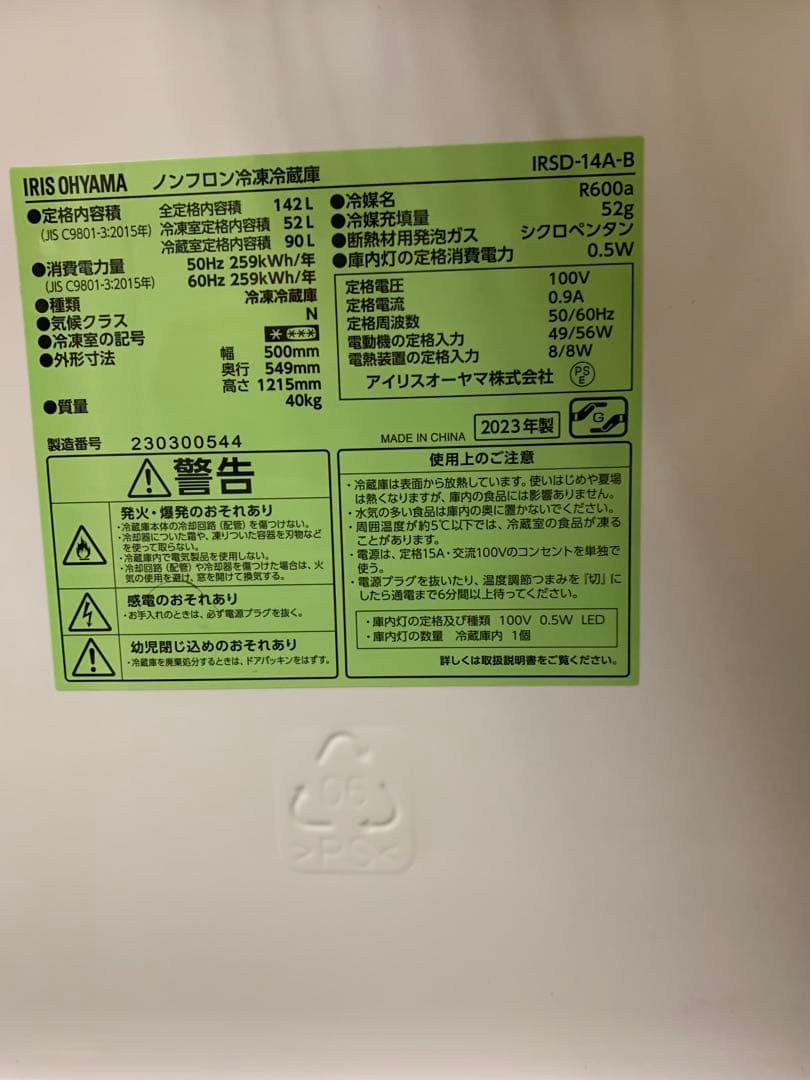 IRIS OHYAMA ノンフロン冷凍冷蔵庫 IRSD-14A-B
●定格内容積 全定格内容積 142L
(JIS C9801-3:2015年) 冷凍室定格内容積 52L
冷蔵室定格内容積 90L
●消費電力量 50Hz 259kWh/年
(JIS C9801-3:2015年) 60Hz 259kWh/年
●種類 冷凍冷蔵庫
●気候クラス N
●冷凍室の記号 * ***
●外形寸法 幅 500mm
奥行 549mm
高さ 1215mm
●質量 40kg
製造番号 230300544
●冷媒名 R600a
●冷媒充填量 52g
●断熱材用発泡ガス シクロペンタン
●庫内灯の定格消費電力 0.5W
定格電圧 100V
定格電流 0.9A
定格周波数 50/60Hz
電動機の定格入力 49/56W
電熱装置の定格入力 8/8W
アイリスオーヤマ株式会社 PSE
MADE IN CHINA 2023年製 G
警告
発火・爆発のおそれあり
・冷蔵庫本体の冷却回路(配管)を傷つけない。
・冷却器についた霜や、凍りついた容器を刃物など
を使って取らない。
・冷蔵庫内で電気製品を使用しない。
・冷却回路(配管)や冷却器を傷つけた場合は、火
気の使用を避け、窓を開けて換気する。
感電のおそれあり
・お手入れのときは、必ず電源プラグを抜く。
幼児閉じ込めのおそれあり
・冷蔵庫を廃棄処分するときは、ドアパッキンをはずす。
使用上のご注意
・冷蔵庫は表面から放熱しています。使いはじめや夏場
は熱くなりますが、庫内の食品には影響ありません。
・水気の多い食品は庫内の奥に置かないでください。
・周囲温度が約5℃以下では、冷蔵室の食品が凍る
ことがあります。
・電源は、定格15A・交流100Vのコンセントを単独で
使う。
・電源プラグを抜いたり、温度調節つまみを「切」に
したら通電まで6分間以上待ってください。
・庫内灯の定格及び種類 100V 0.5W LED
・庫内灯の数量 冷蔵庫内 1個
詳しくは取扱説明書をご覧ください。
06
>PS<